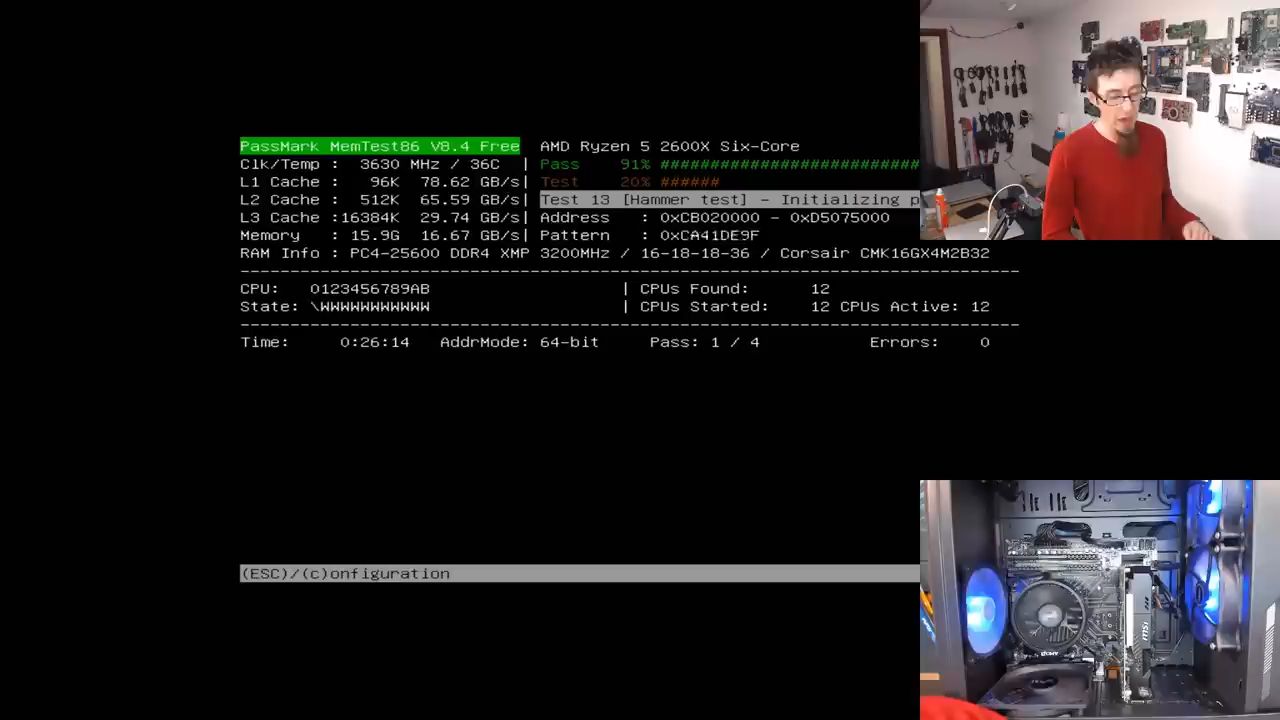 PassMark MemTest86 V8.4 Free AMD Ryzen 5 2600X Six-Core
Clk/Temp : 3630 MHz / 36C | Pass 91% ##########################
L1 Cache : 96K 78.62 GB/s| Test 20% ######
L2 Cache : 512K 65.59 GB/s| Test 13 [Hammer test] - Initializing p
L3 Cache :16384K 29.74 GB/s| Address : 0xCB020000 - 0xD5075000
Memory : 15.9G 16.67 GB/s| Pattern : 0xCA41DE9F
RAM Info : PC4-25600 DDR4 XMP 3200MHz / 16-18-18-36 / Corsair CMK16GX4M2B32
CPU: 0123456789AB | CPUs Found: 12
State: \WWWWWWWWWWW | CPUs Started: 12 CPUs Active: 12
Time: 0:26:14 AddrMode: 64-bit Pass: 1 / 4 Errors: 0
(ESC)/(c)onfiguration
msi